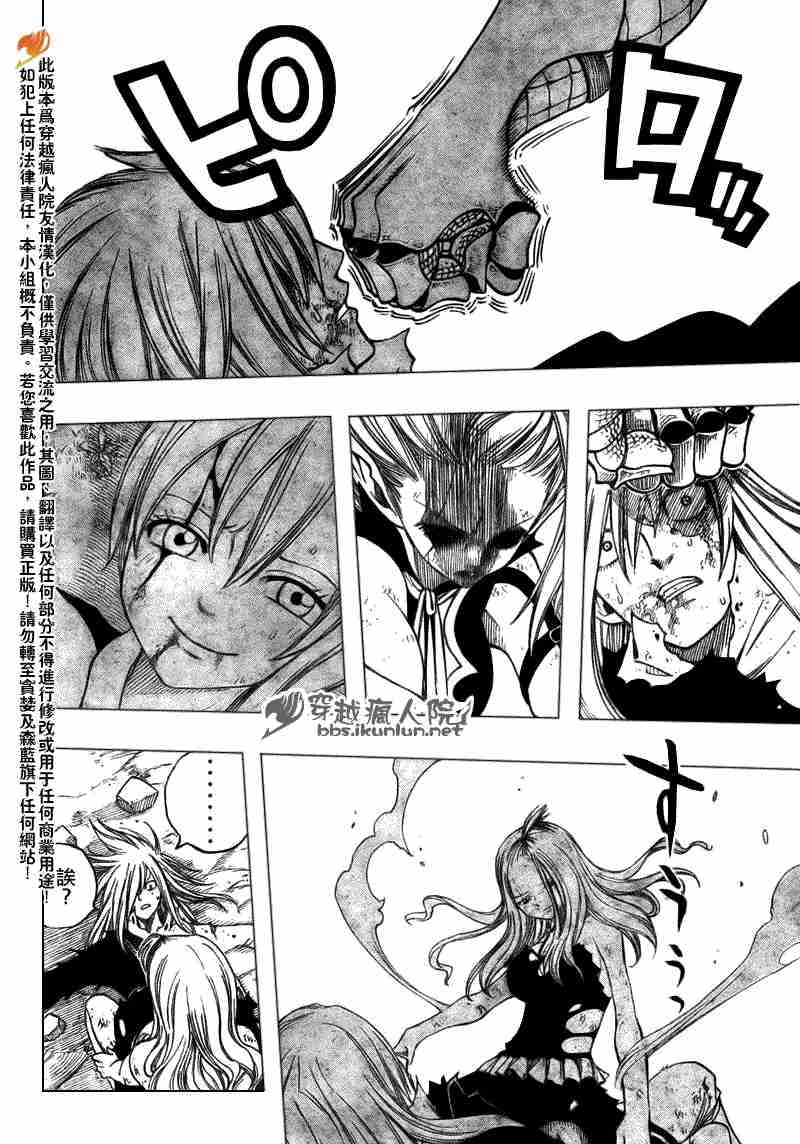 此版本爲穿越瘋人院友情漢化，僅供學習交流之用，其圖、翻譯以及任何部分不得進行修改或用于任何商業用途！
如犯上任何法律責任，本小組概不負責。若您喜歡此作品，請購買正版！請勿轉至貪婪及森藍旗下任何網站！
ピロ
穿越瘋人院
bbs.ikunlun.net
すぅぅ
……
誒？